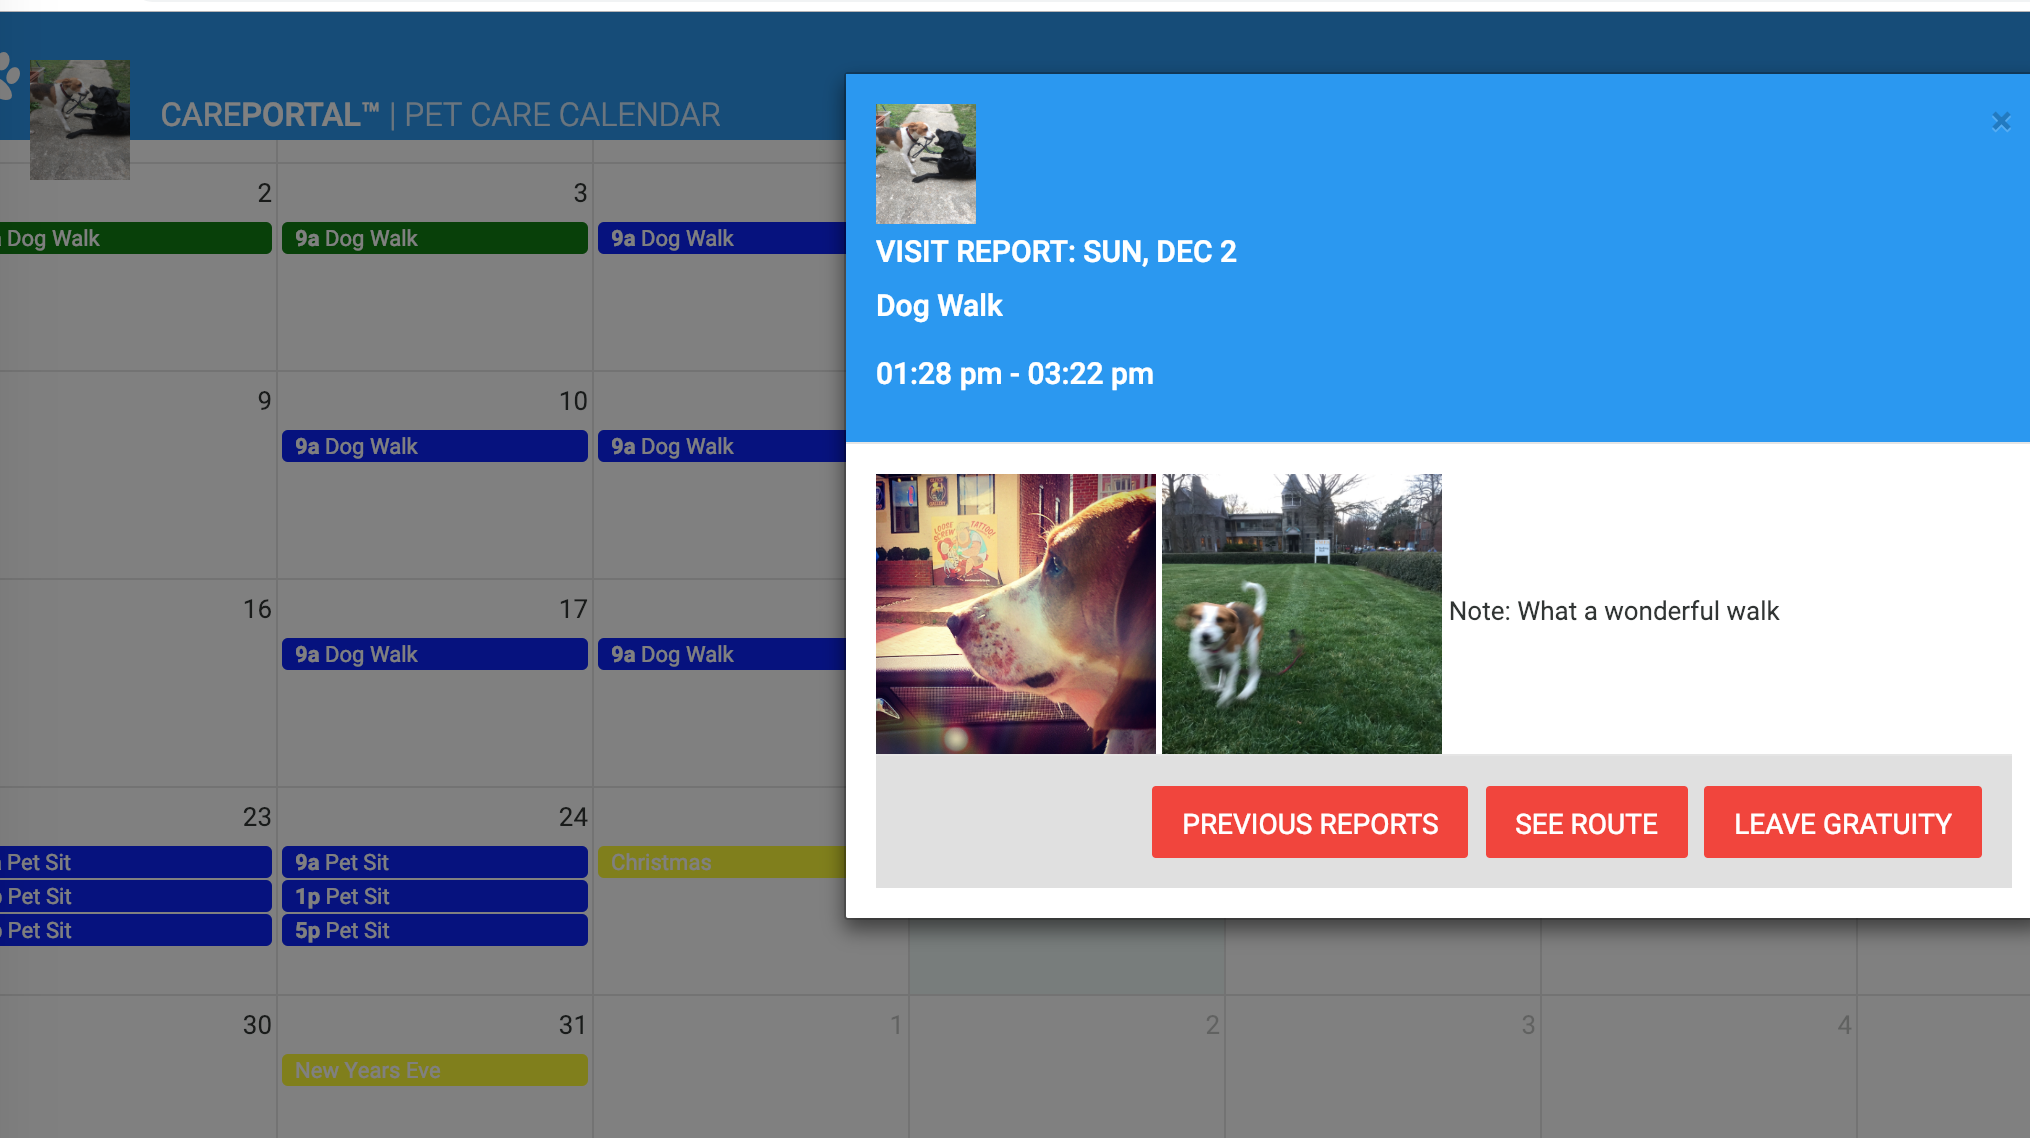 CAREPORTAL™ | PET CARE CALENDAR
2
3
Dog Walk
9a Dog Walk
9a Dog Walk
9
10
9a Dog Walk
9a Dog Walk
16
17
9a Dog Walk
9a Dog Walk
23
24
Pet Sit
9a Pet Sit
Christmas
Pet Sit
1p Pet Sit
Pet Sit
5p Pet Sit
30
31
1
2
3
4
New Years Eve
×
VISIT REPORT: SUN, DEC 2
Dog Walk
01:28 pm - 03:22 pm
LOOSE SCREW TATTOO!
Note: What a wonderful walk
PREVIOUS REPORTS
SEE ROUTE
LEAVE GRATUITY